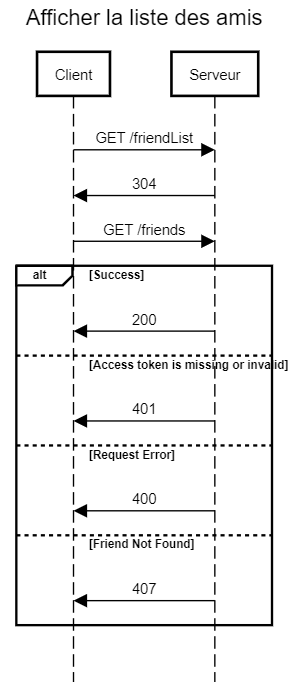 Afficher la liste des amis
Client
Serveur
GET /friendList
304
GET /friends
alt
[Success]
200
[Access token is missing or invalid]
401
[Request Error]
400
[Friend Not Found]
407